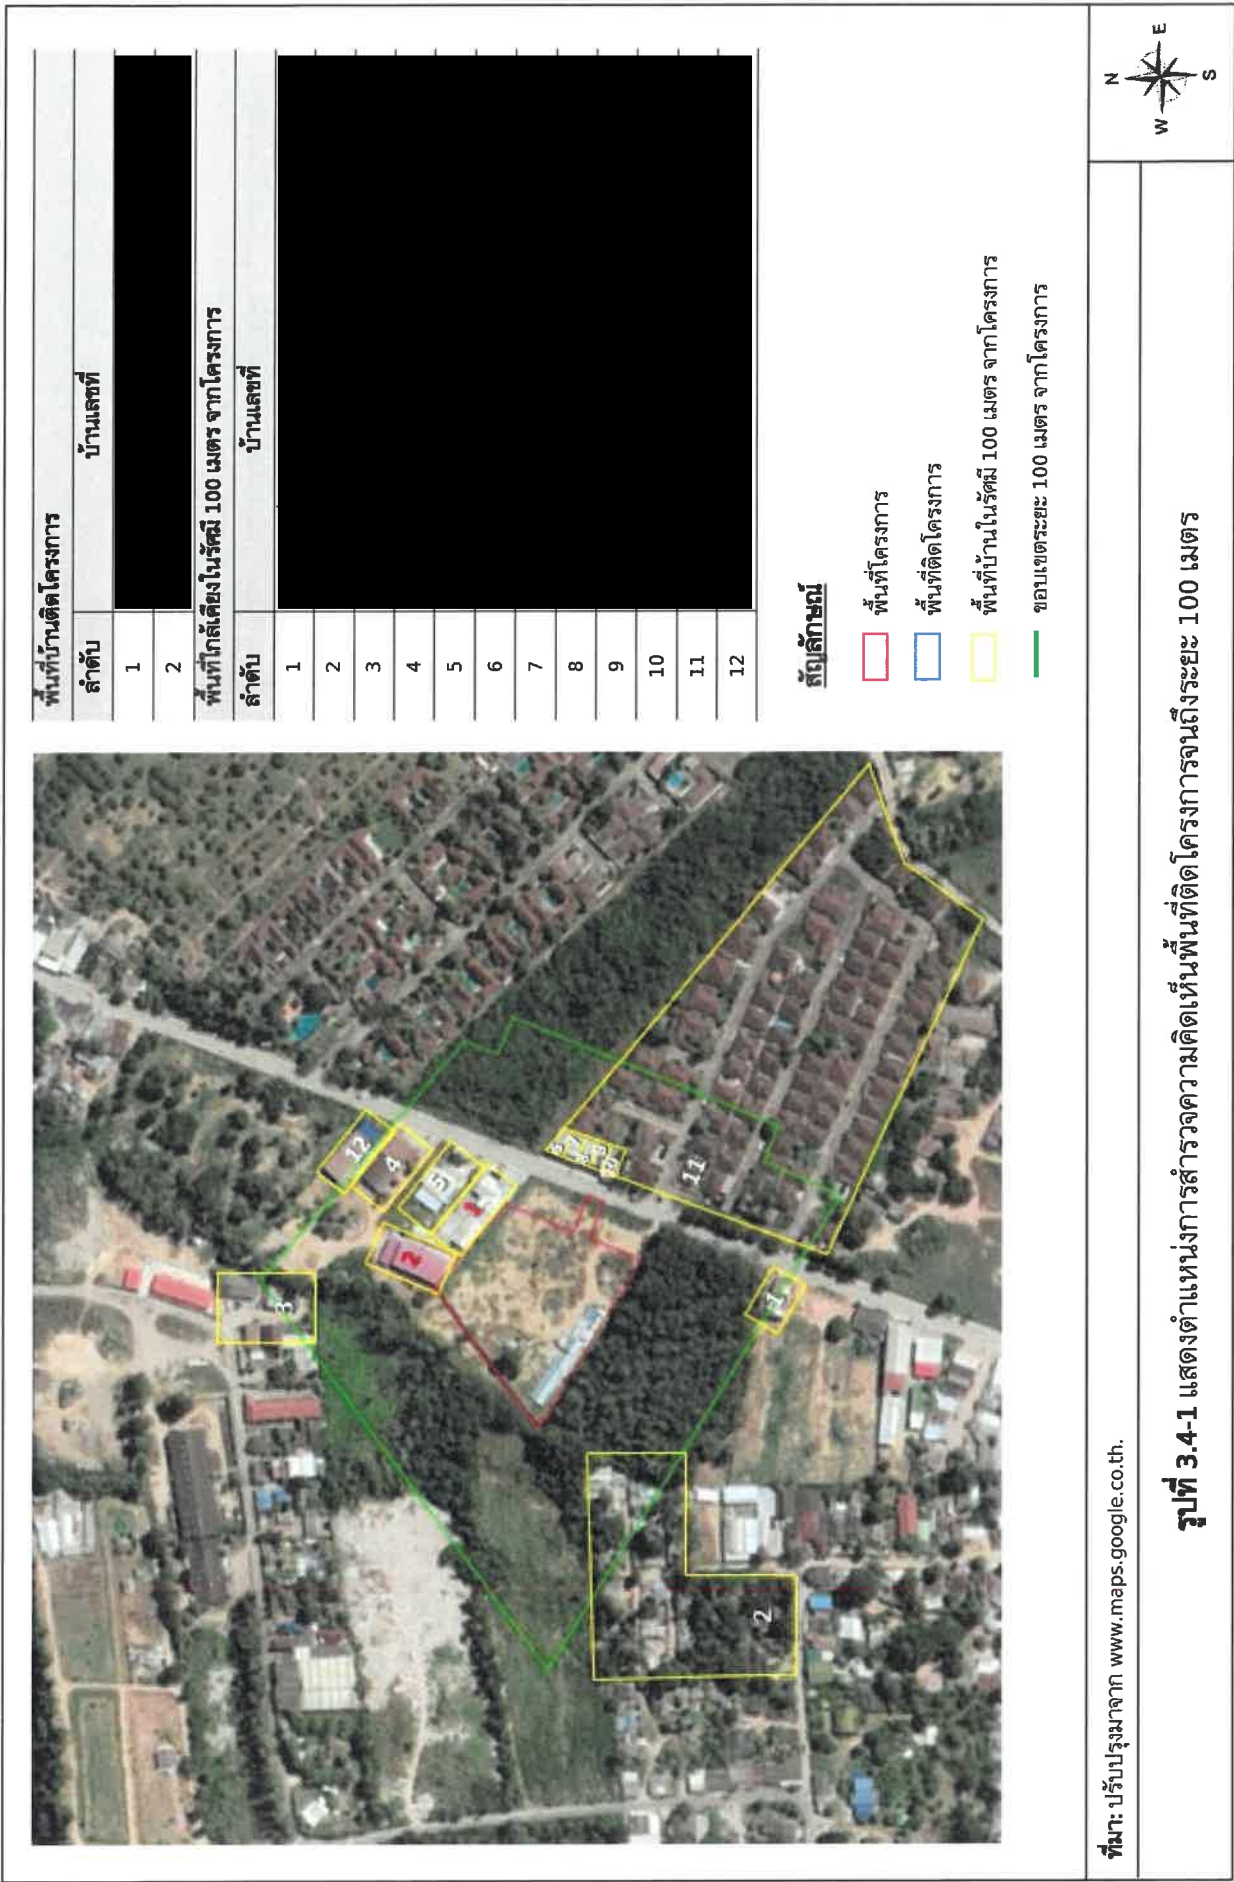 พื้นที่บ้านติดโครงการ
ลำดับ บ้านเลขที่
1
2
พื้นที่ใกล้เคียงในรัศมี 100 เมตร จากโครงการ
ลำดับ บ้านเลขที่
1
2
3
4
5
6
7
8
9
10
11
12
สัญลักษณ์
พื้นที่โครงการ
พื้นที่ติดโครงการ
พื้นที่บ้านในรัศมี 100 เมตร จากโครงการ
ขอบเขตระยะ 100 เมตร จากโครงการ
12
4
5
1
2
3
6
7
8
9
10
11
1
2
ที่มา: ปรับปรุงมาจาก www.maps.google.co.th.
N
W E
S
รูปที่ 3.4-1 แสดงตำแหน่งการสำรวจความคิดเห็นพื้นที่ติดโครงการจนถึงระยะ 100 เมตร